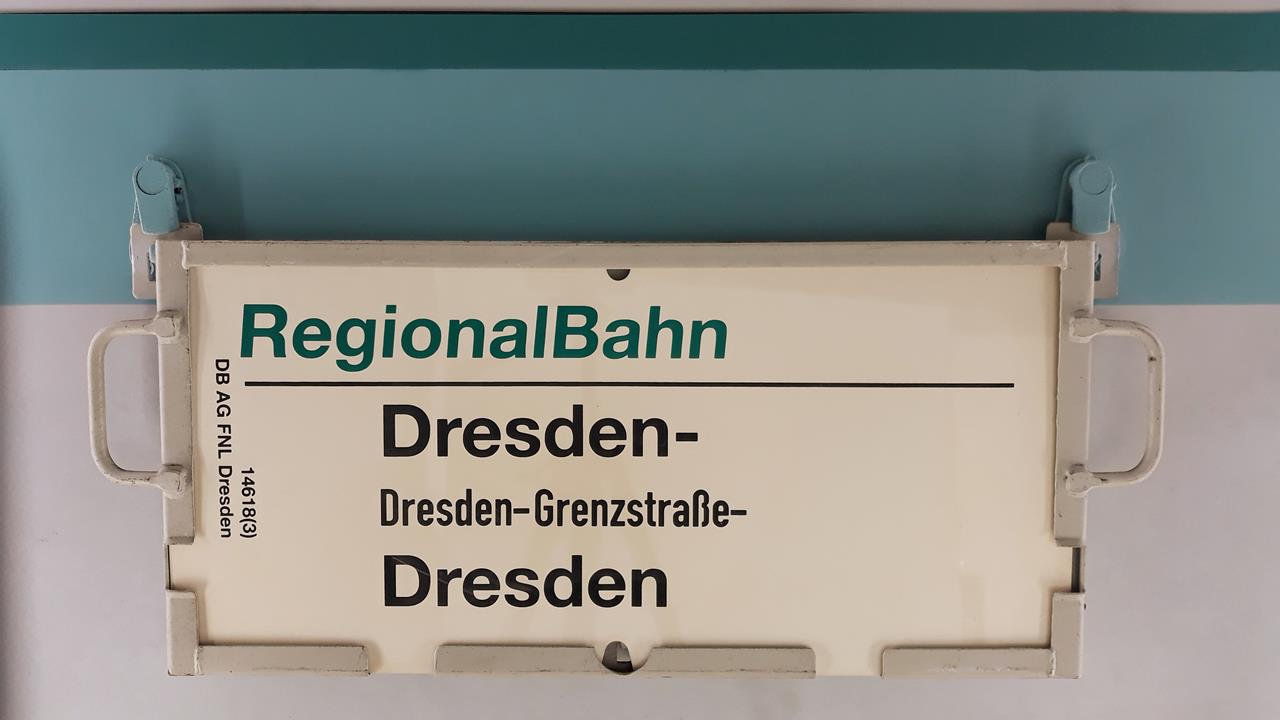 RegionalBahn
Dresden-
Dresden-Grenzstraße-
Dresden
DB AG FNL Dresden
14618(3)